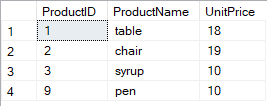 ProductID ProductName UnitPrice
1 1 table 18
2 2 chair 19
3 3 syrup 10
4 9 pen 10